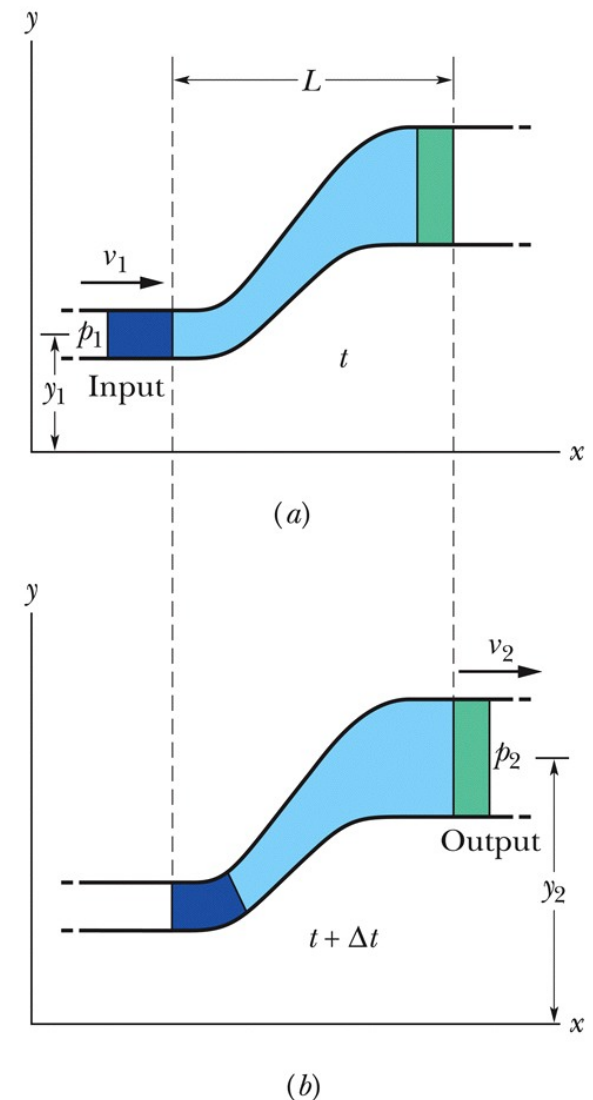 y
L
v₁
p₁
t
y₁
Input
x
(a)
y
v₂
p₂
Output
y₂
t + Δt
x
(b)